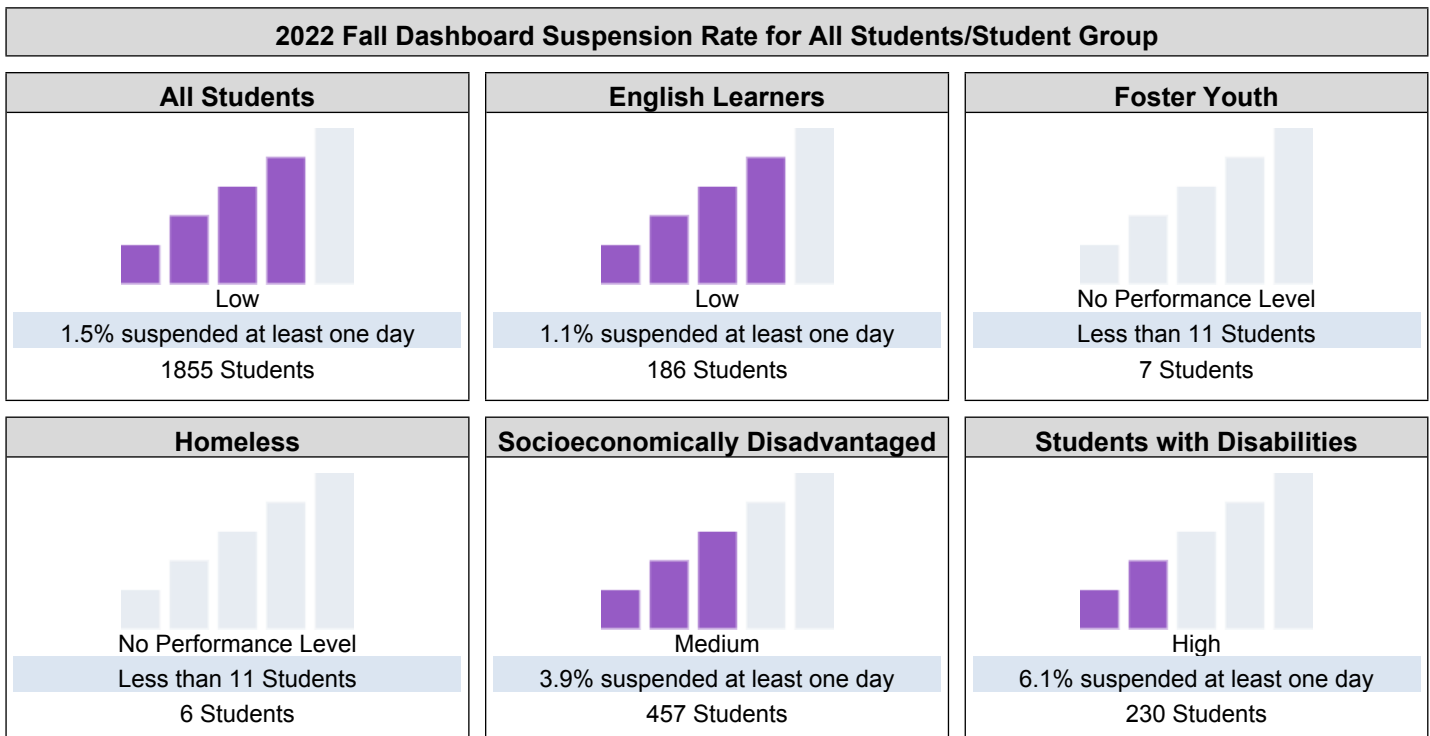 2022 Fall Dashboard Suspension Rate for All Students/Student Group
All Students
Low
1.5% suspended at least one day
1855 Students
English Learners
Low
1.1% suspended at least one day
186 Students
Foster Youth
No Performance Level
Less than 11 Students
7 Students
Homeless
No Performance Level
Less than 11 Students
6 Students
Socioeconomically Disadvantaged
Medium
3.9% suspended at least one day
457 Students
Students with Disabilities
High
6.1% suspended at least one day
230 Students